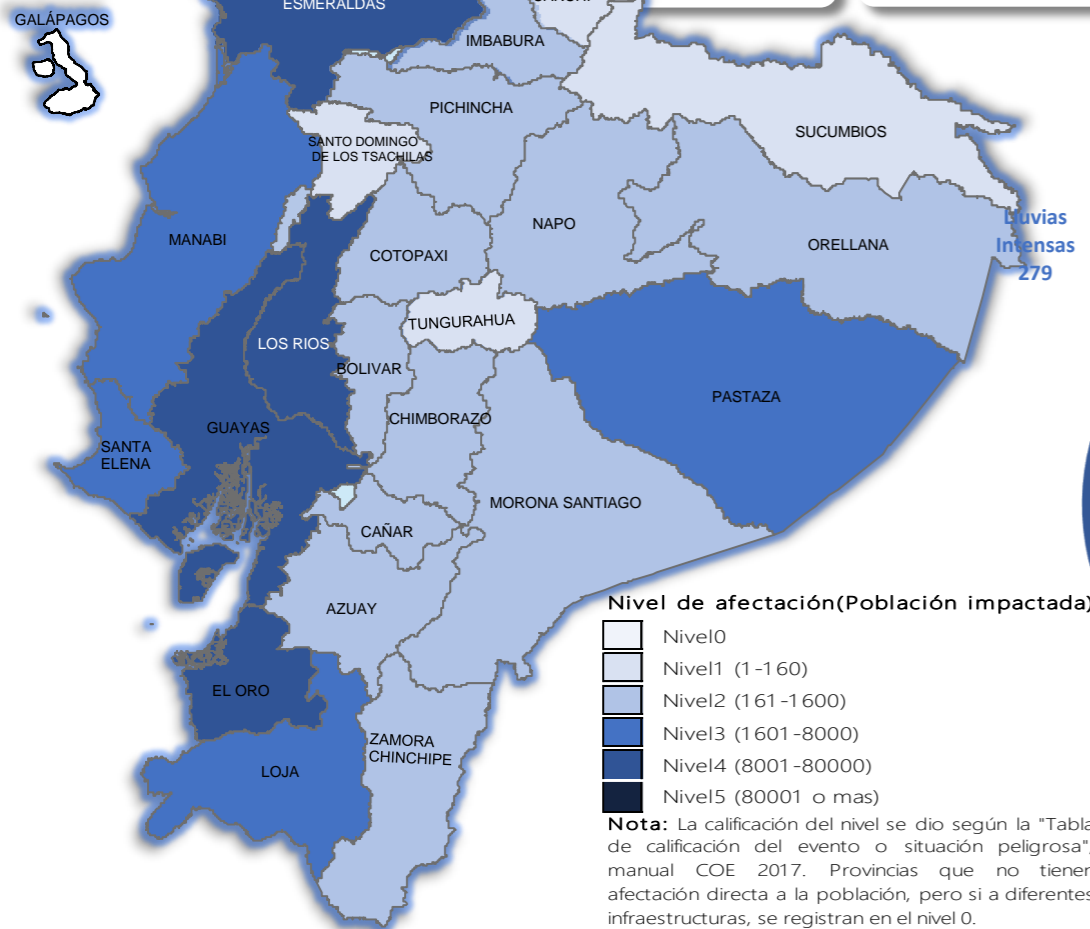 ESMERALDAS
GALÁPAGOS
IMBABURA
PICHINCHA
SUCUMBIOS
SANTO DOMINGO
DE LOS TSACHILAS
NAPO
MANABI
ORELLANA
COTOPAXI
Lluvias
Intensas
279
TUNGURAHUA
LOS RIOS
BOLIVAR
PASTAZA
CHIMBORAZO
GUAYAS
SANTA
ELENA
MORONA SANTIAGO
CAÑAR
AZUAY
EL ORO
ZAMORA
CHINCHIPE
LOJA
Nivel de afectación(Población impactada)
Nivel0
Nivel1 (1-160)
Nivel2 (161-1600)
Nivel3 (1601-8000)
Nivel4 (8001-80000)
Nivel5 (80001 o mas)
Nota: La calificación del nivel se dio según la "Tabla
de calificación del evento o situación peligrosa",
manual COE 2017. Provincias que no tienen
afectación directa a la población, pero si a diferentes
infraestructuras, se registran en el nivel 0.